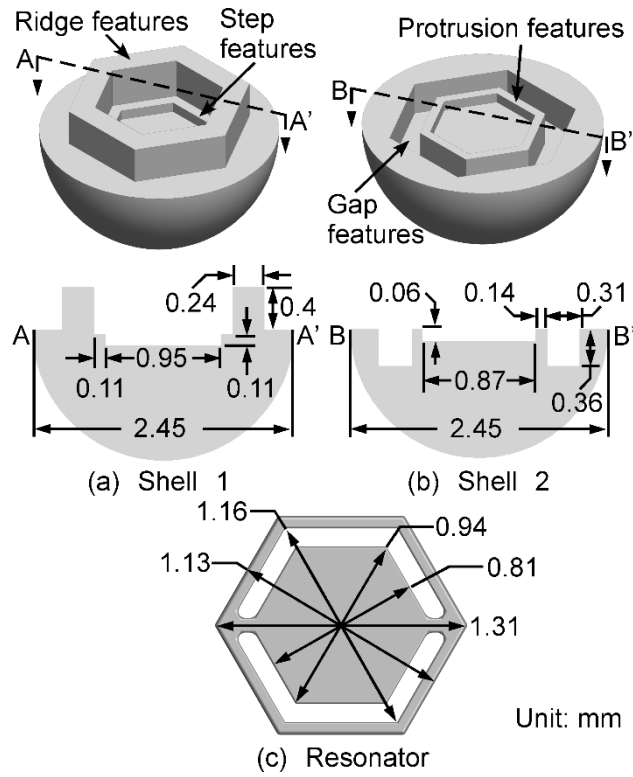 Ridge features
Step features
A
A'
Protrusion features
B
B'
Gap features
0.24
0.4
A
A'
0.11
0.95
0.11
2.45
(a) Shell 1
0.06
0.14
0.31
B
B'
0.87
0.36
2.45
(b) Shell 2
1.16
0.94
1.13
0.81
1.31
Unit: mm
(c) Resonator